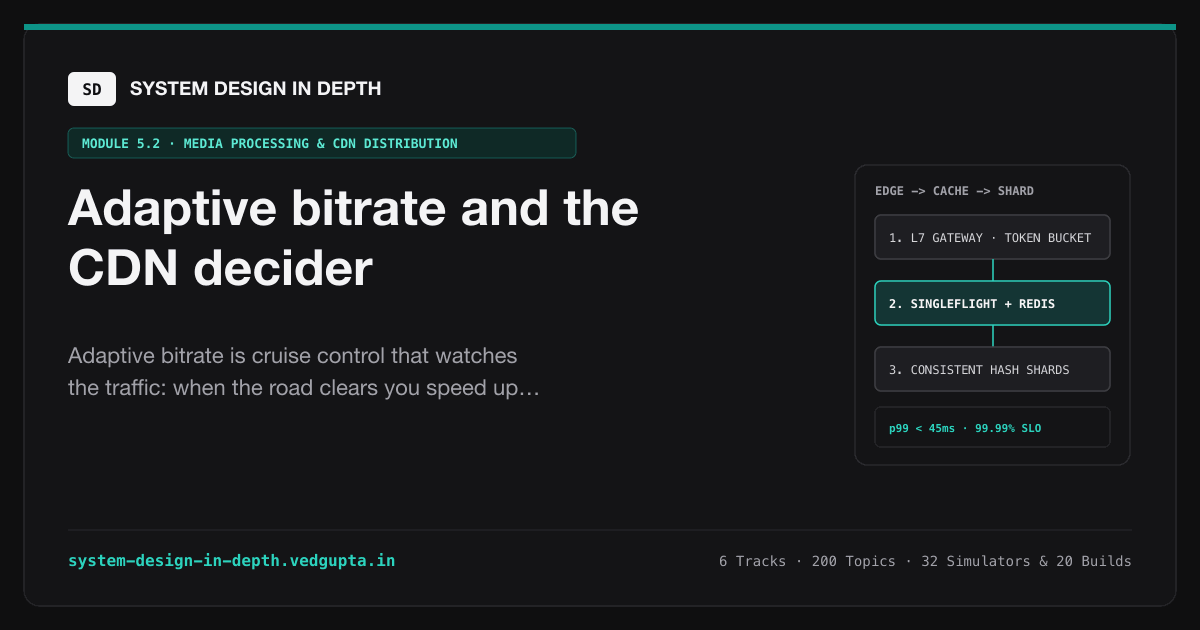 SD SYSTEM DESIGN IN DEPTH
MODULE 5.2 · MEDIA PROCESSING & CDN DISTRIBUTION
Adaptive bitrate and the
CDN decider
Adaptive bitrate is cruise control that watches
the traffic: when the road clears you speed up…
EDGE —> CACHE —> SHARD
1. L7 GATEWAY · TOKEN BUCKET
2. SINGLEFLIGHT + REDIS
3. CONSISTENT HASH SHARDS
p99 < 45ms · 99.99% SLO
system-design-in-depth.vedgupta.in
6 Tracks · 200 Topics · 32 Simulators & 20 Builds